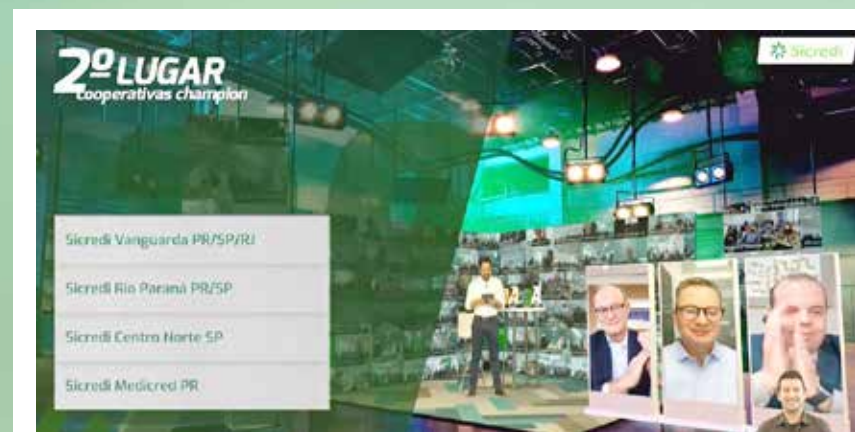 2º LUGAR
cooperativas champion
Sicredi
Sicredi Vanguarda PR/SP/RJ
Sicredi Rio Paraná PR/SP
Sicredi Centro Norte SP
Sicredi Medicred PR